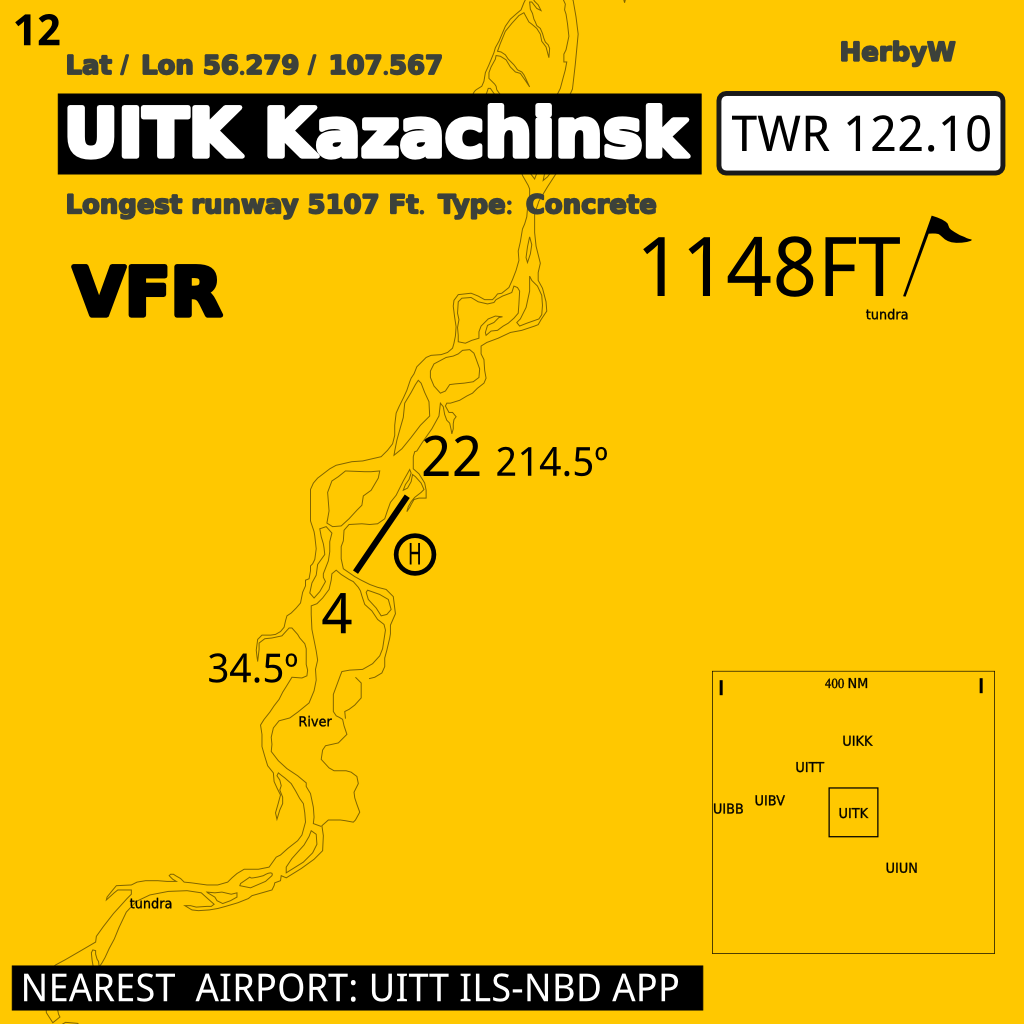 12
Lat / Lon 56.279 / 107.567
HerbyW
UITK Kazachinsk
TWR 122.10
Longest runway 5107 Ft. Type: Concrete
1148FT
VFR
tundra
22 214.5º
H
4
34.5º
400 NM
River
UIKK
UITT
UIBB UIBV
UITK
UIUN
tundra
NEAREST AIRPORT: UITT ILS-NBD APP